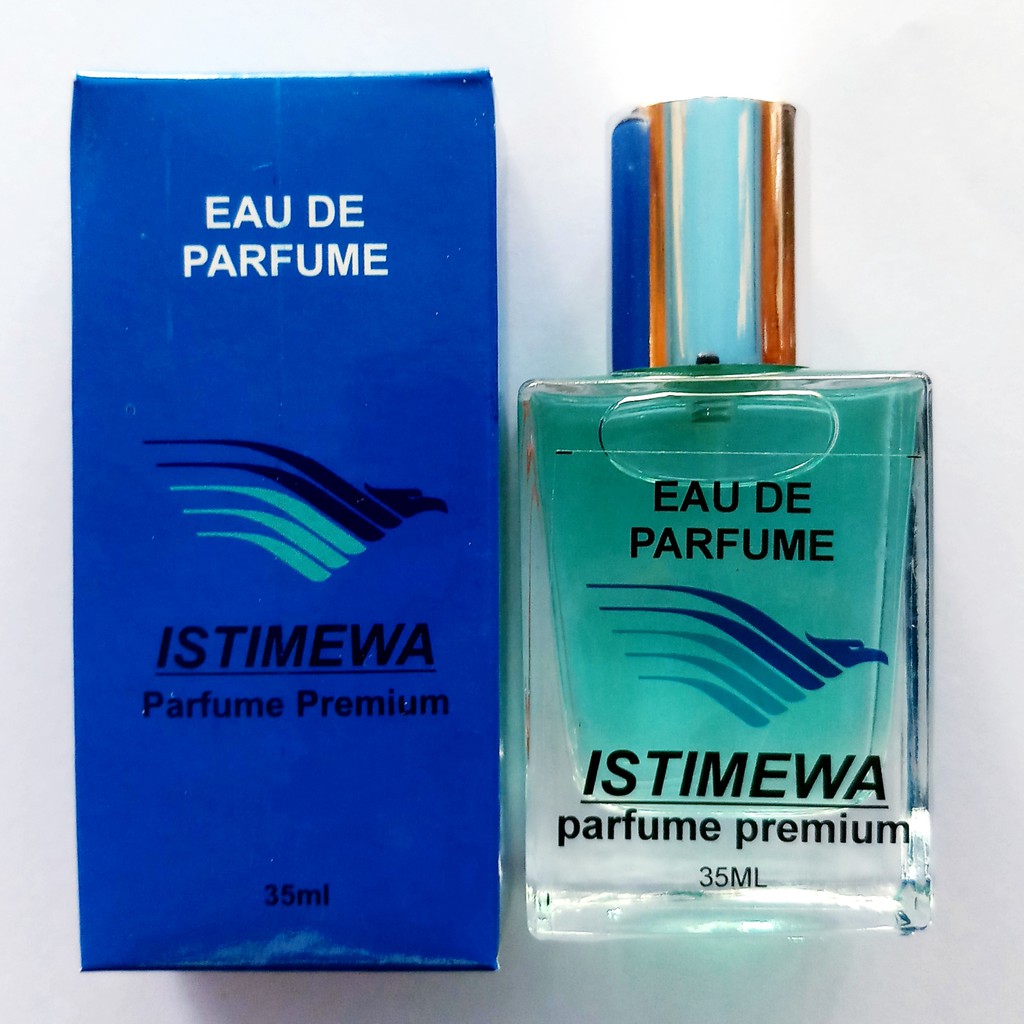 EAU DE
PARFUME
ISTIMEWA
Parfume Premium
35ml
EAU DE
PARFUME
ISTIMEWA
parfume premium
35ML